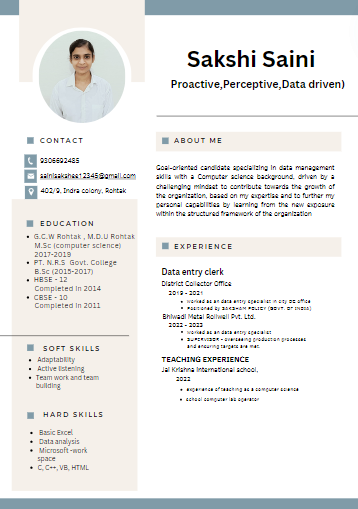 Sakshi Saini
Proactive,Perceptive,Data driven)
CONTACT
9306692485
sainisakshee12345@gmail.com
402/9, Indra colony, Rohtak
EDUCATION
G.C.W Rohtak , M.D.U Rohtak
M.Sc (computer science)
2017-2019
PT. N.R.S Govt. College
B.Sc (2015-2017)
HBSE - 12
Completed in 2014
CBSE - 10
Completed in 2011
SOFT SKILLS
Adaptability
Active listening
Team work and team
building
HARD SKILLS
Basic Excel
Data analysis
Microsoft -work
space
C, C++, VB, HTML
ABOUT ME
Goal-oriented candidate specializing in data management
skills with a Computer science background, driven by a
challenging mindset to contribute towards the growth of
the organization. based on my expertise and to further my
personal capabilities by learning from the new exposure
within the structured framework of the organization
EXPERIENCE
Data entry clerk
District Collector Office
2019 - 2021
Worked as an data entry specialist in city DC office
Positioned by SAKSHAM POLICY (GOVT. OF INDIA)
Bhiwadi Metal Rollwell Pvt. Ltd.
2022 - 2023
Worked as an data entry specialist
SUPERVISOR - overseeing production processes
and ensuring targets are met.
TEACHING EXPERIENCE
Jai Krishna international school,
2022
experience of teaching as a computer science
school computer lab operator